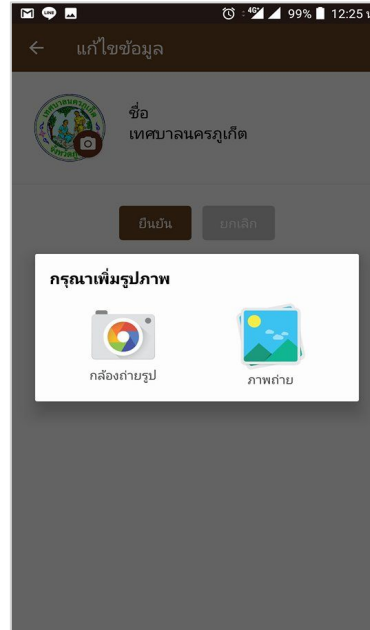 99% 12:25 น
แก้ไขข้อมูล
ชื่อ
เทศบาลนครภูเก็ต
ยืนยัน ยกเลิก
กรุณาเพิ่มรูปภาพ
กล้องถ่ายรูป ภาพถ่าย